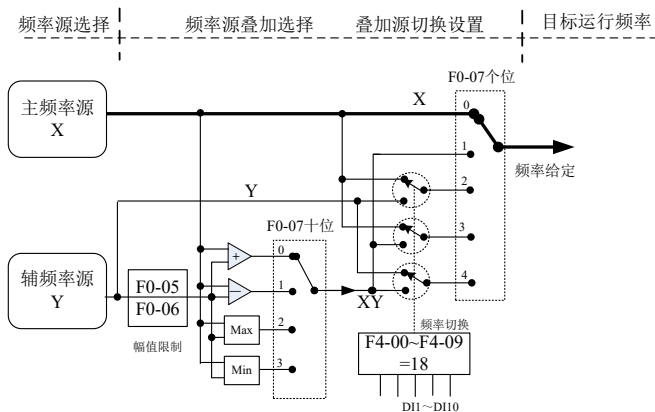 频率源选择
频率源叠加选择
叠加源切换设置
目标运行频率
F0-07个位
主频率源
X
X
0
1
频率给定
Y
2
F0-07十位
3
辅频率源
Y
F0-05
F0-06
幅值限制
+
0
−
1
XY
4
Max
2
频率切换
Min
3
F4-00～F4-09
=18
DI1～DI10